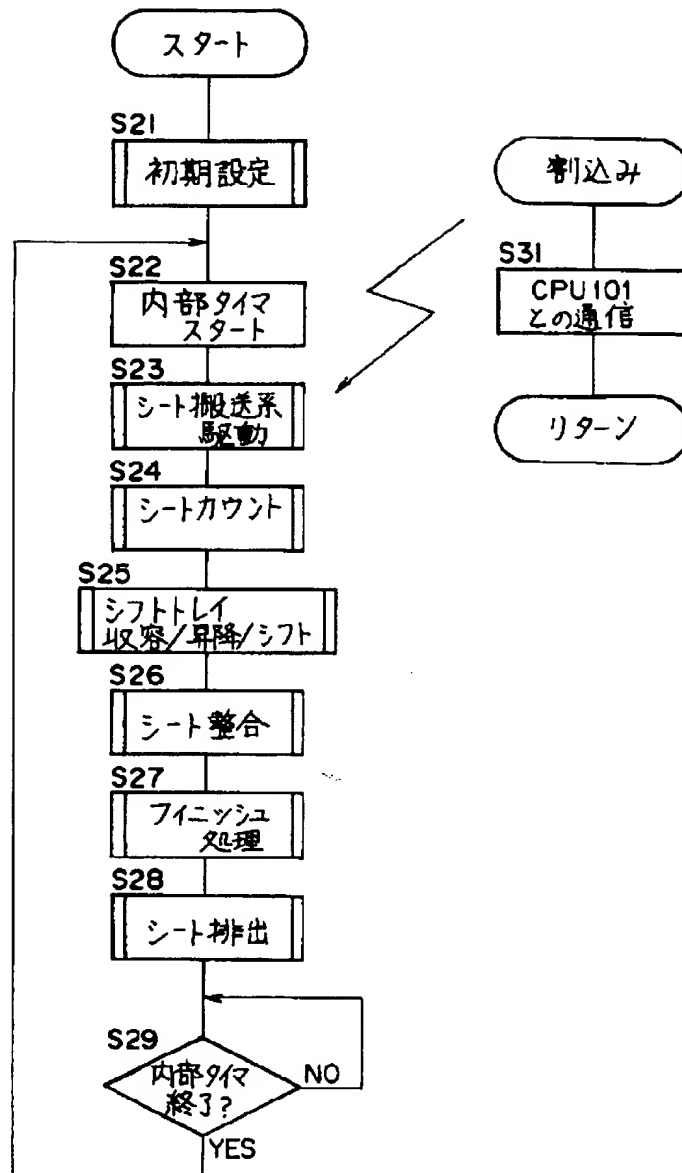 スタート
S21
初期設定
S22
内部タイマ
スタート
S23
シート搬送系
駆動
S24
シートカウント
S25
シフトトレイ
収容/昇降/シフト
S26
シート整合
S27
フィニッシュ
処理
S28
シート排出
S29
内部タイマ
終了?
NO
YES
割込み
S31
CPU101
との通信
リターン